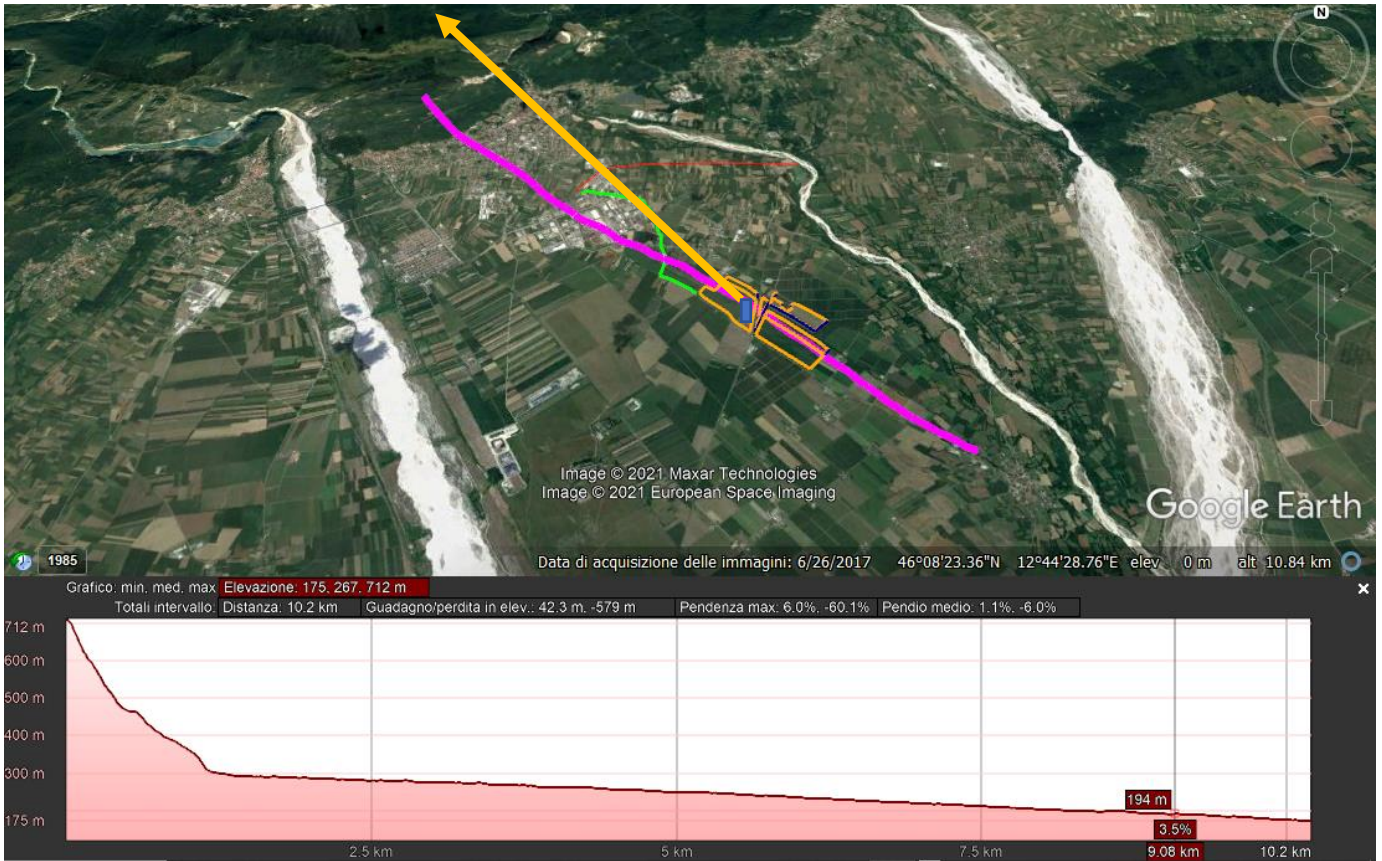 N
Image © 2021 Maxar Technologies
Image © 2021 European Space Imaging
Google Earth
1985
Data di acquisizione delle immagini: 6/26/2017 46°08'23.36"N 12°44'28.76"E elev 0 m alt 10.84 km
Grafico: min, med, max Elevazione: 175, 267, 712 m
Totali intervallo: Distanza: 10.2 km Guadagno/perdita in elev.: 42.3 m, -579 m Pendenza max: 6.0%, -60.1% Pendio medio: 1.1%, -6.0%
712 m
600 m
500 m
400 m
300 m
194 m
175 m
3.5%
2.5 km 5 km 7.5 km 9.08 km 10.2 km